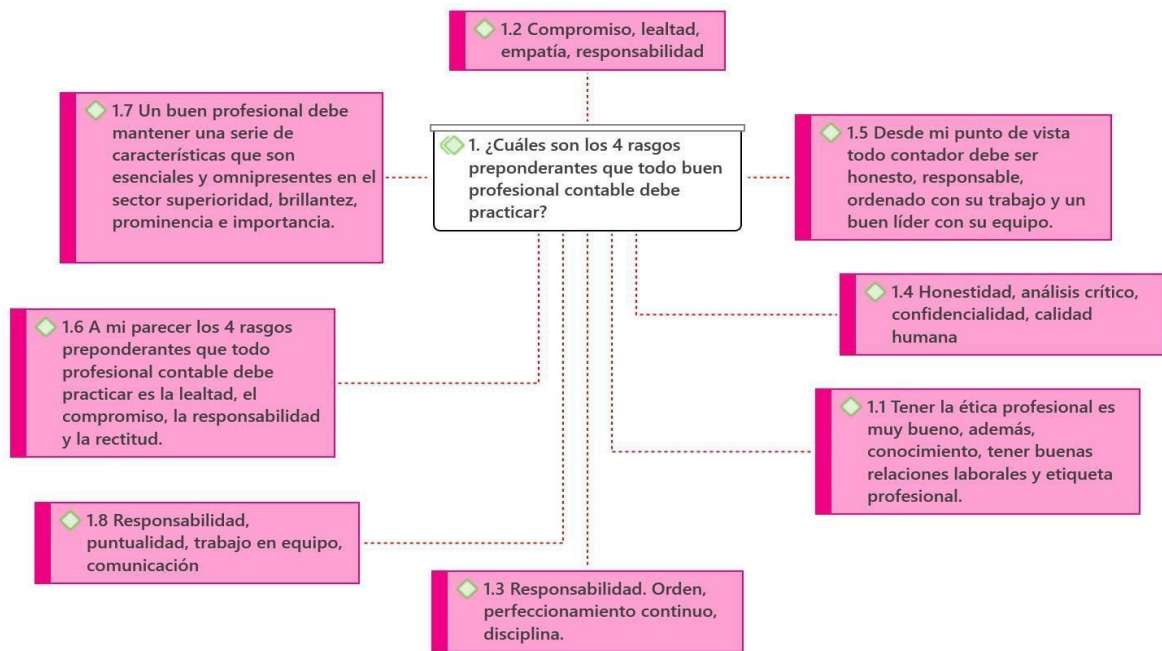 1.2 Compromiso, lealtad,
empatía, responsabilidad
1.7 Un buen profesional debe
mantener una serie de
características que son
esenciales y omnipresentes en el
sector superioridad, brillantez,
prominencia e importancia.
1. ¿Cuáles son los 4 rasgos
preponderantes que todo buen
profesional contable debe
practicar?
1.5 Desde mi punto de vista
todo contador debe ser
honesto, responsable,
ordenado con su trabajo y un
buen líder con su equipo.
1.4 Honestidad, análisis crítico,
confidencialidad, calidad
humana
1.6 A mi parecer los 4 rasgos
preponderantes que todo
profesional contable debe
practicar es la lealtad, el
compromiso, la responsabilidad
y la rectitud.
1.1 Tener la ética profesional es
muy bueno, además,
conocimiento, tener buenas
relaciones laborales y etiqueta
profesional.
1.8 Responsabilidad,
puntualidad, trabajo en equipo,
comunicación
1.3 Responsabilidad. Orden,
perfeccionamiento continuo,
disciplina.